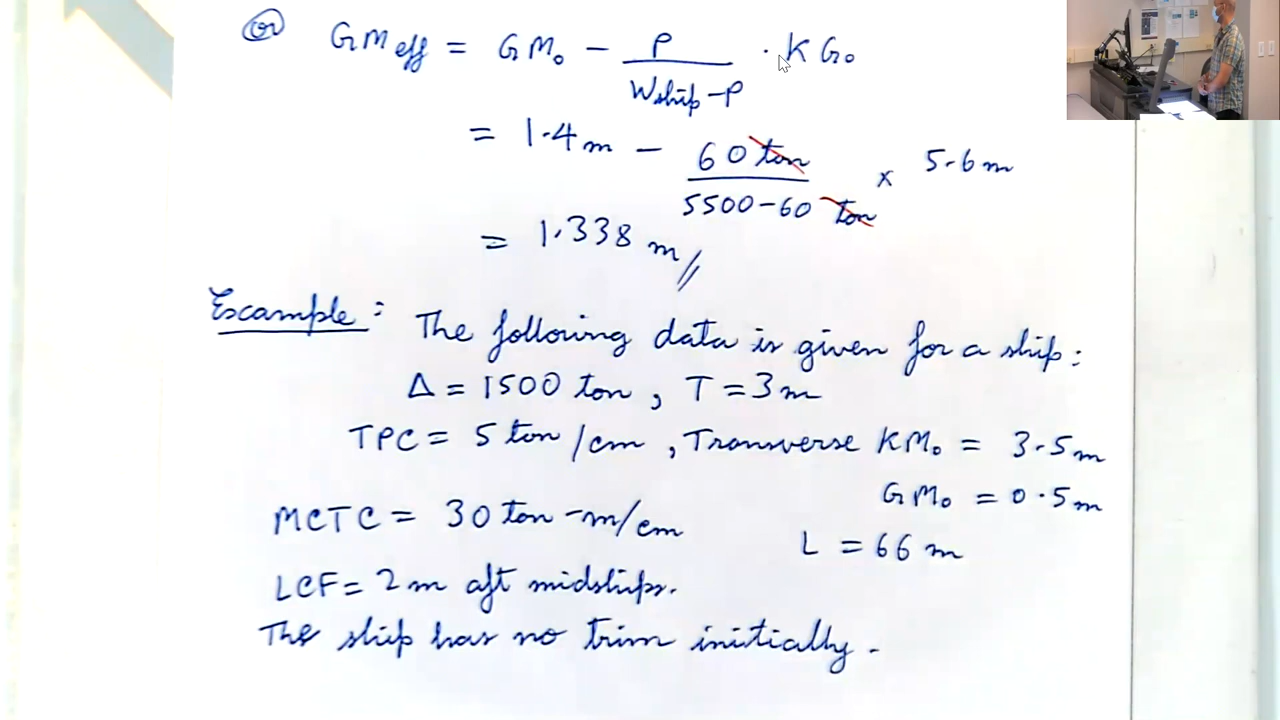 or GM eff = GM₀ - P / Wship - P · KG₀
= 1.4 m - 60 ton / 5500-60 ton × 5.6 m
= 1.338 m //
Example : The following data is given for a ship :
Δ = 1500 ton , T = 3 m
TPC = 5 ton /cm , Transverse KM₀ = 3.5 m
GM₀ = 0.5 m
MCTC = 30 ton -m/cm
L = 66 m
LCF = 2 m aft midships.
The ship has no trim initially .